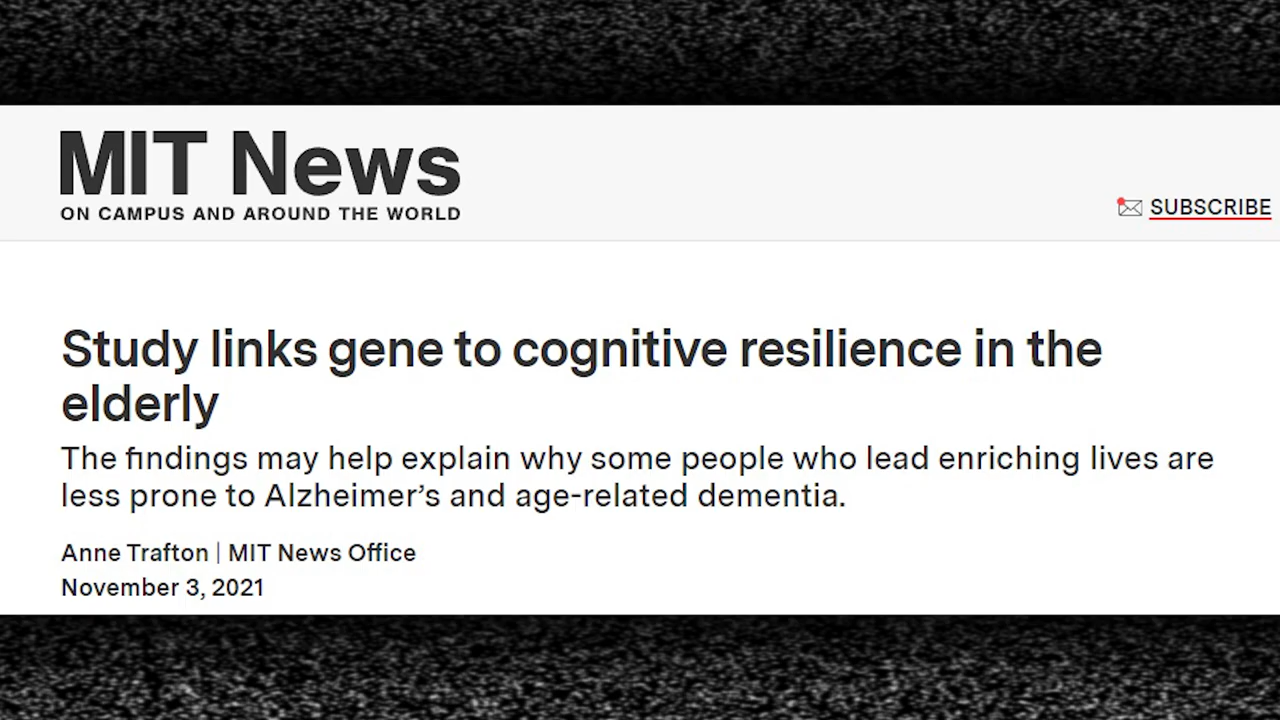 MIT News
ON CAMPUS AND AROUND THE WORLD
SUBSCRIBE
Study links gene to cognitive resilience in the
elderly
The findings may help explain why some people who lead enriching lives are
less prone to Alzheimer’s and age-related dementia.
Anne Trafton | MIT News Office
November 3, 2021